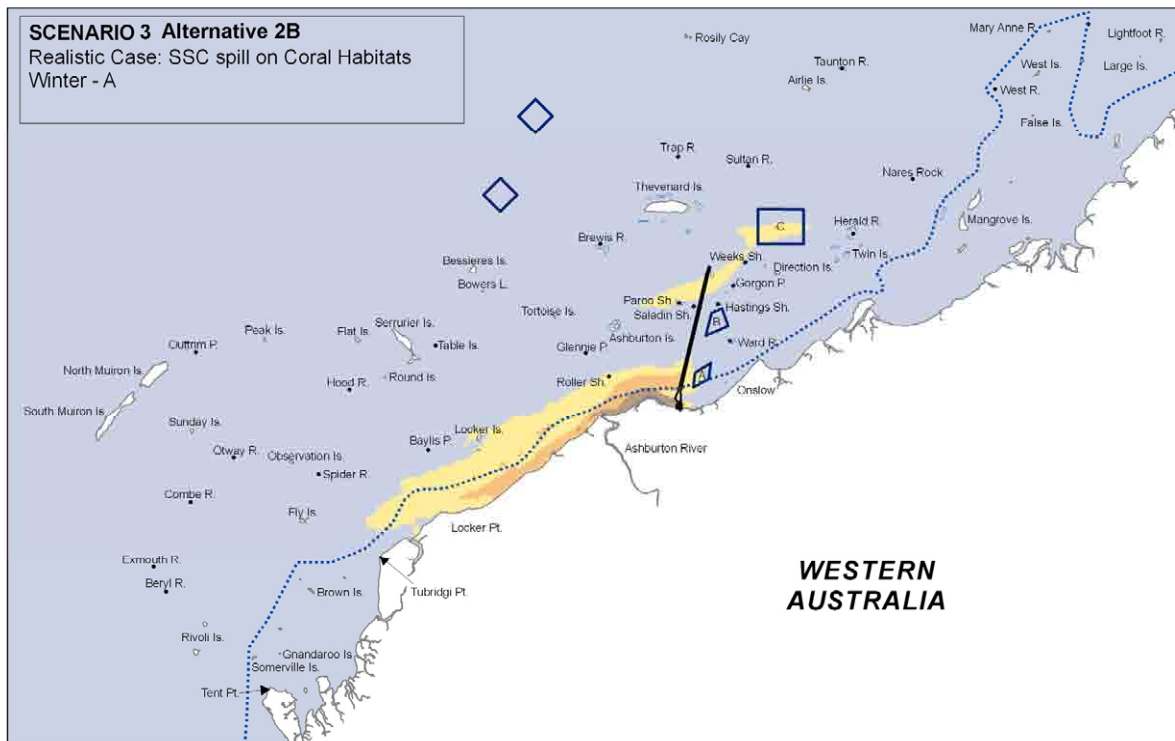 SCENARIO 3 Alternative 2B
Realistic Case: SSC spill on Coral Habitats
Winter - A
Rosily Cay
Mary Anne R.
Lightfoot R.
Taunton R.
West Is.
Large Is.
Airlie Is.
West R.
False Is.
Trap R
Sultan R.
Nares Rock
Thevenard Is.
Mangrove Is.
C
Herald R.
Brewis R.
Twin Is.
Weeks Sh.
Direction Is.
Bessieres Is.
Bowers L.
Gorgon P.
Paroo Sh.
Hastings Sh.
Saladin Sh.
Tortoise Is.
B
Ashburton Is.
Serrurier Is.
Peak Is.
Flat Is.
Outtrim P.
Table Is.
Glennie P.
Ward R.
North Muiron Is.
Round Is.
Roller Sh.
A
Hood R.
Onslow
South Muiron Is.
Sunday Is.
Locker Is.
Baylis P.
Ashburton River
Otway R.
Observation Is.
Spider R.
Combe R.
Fly Is.
Locker Pt.
Exmouth R.
Beryl R.
Brown Is.
Tubridgi Pt.
WESTERN
AUSTRALIA
Rivoli Is.
Gnandaroo Is
Somerville Is.
Tent Pt.